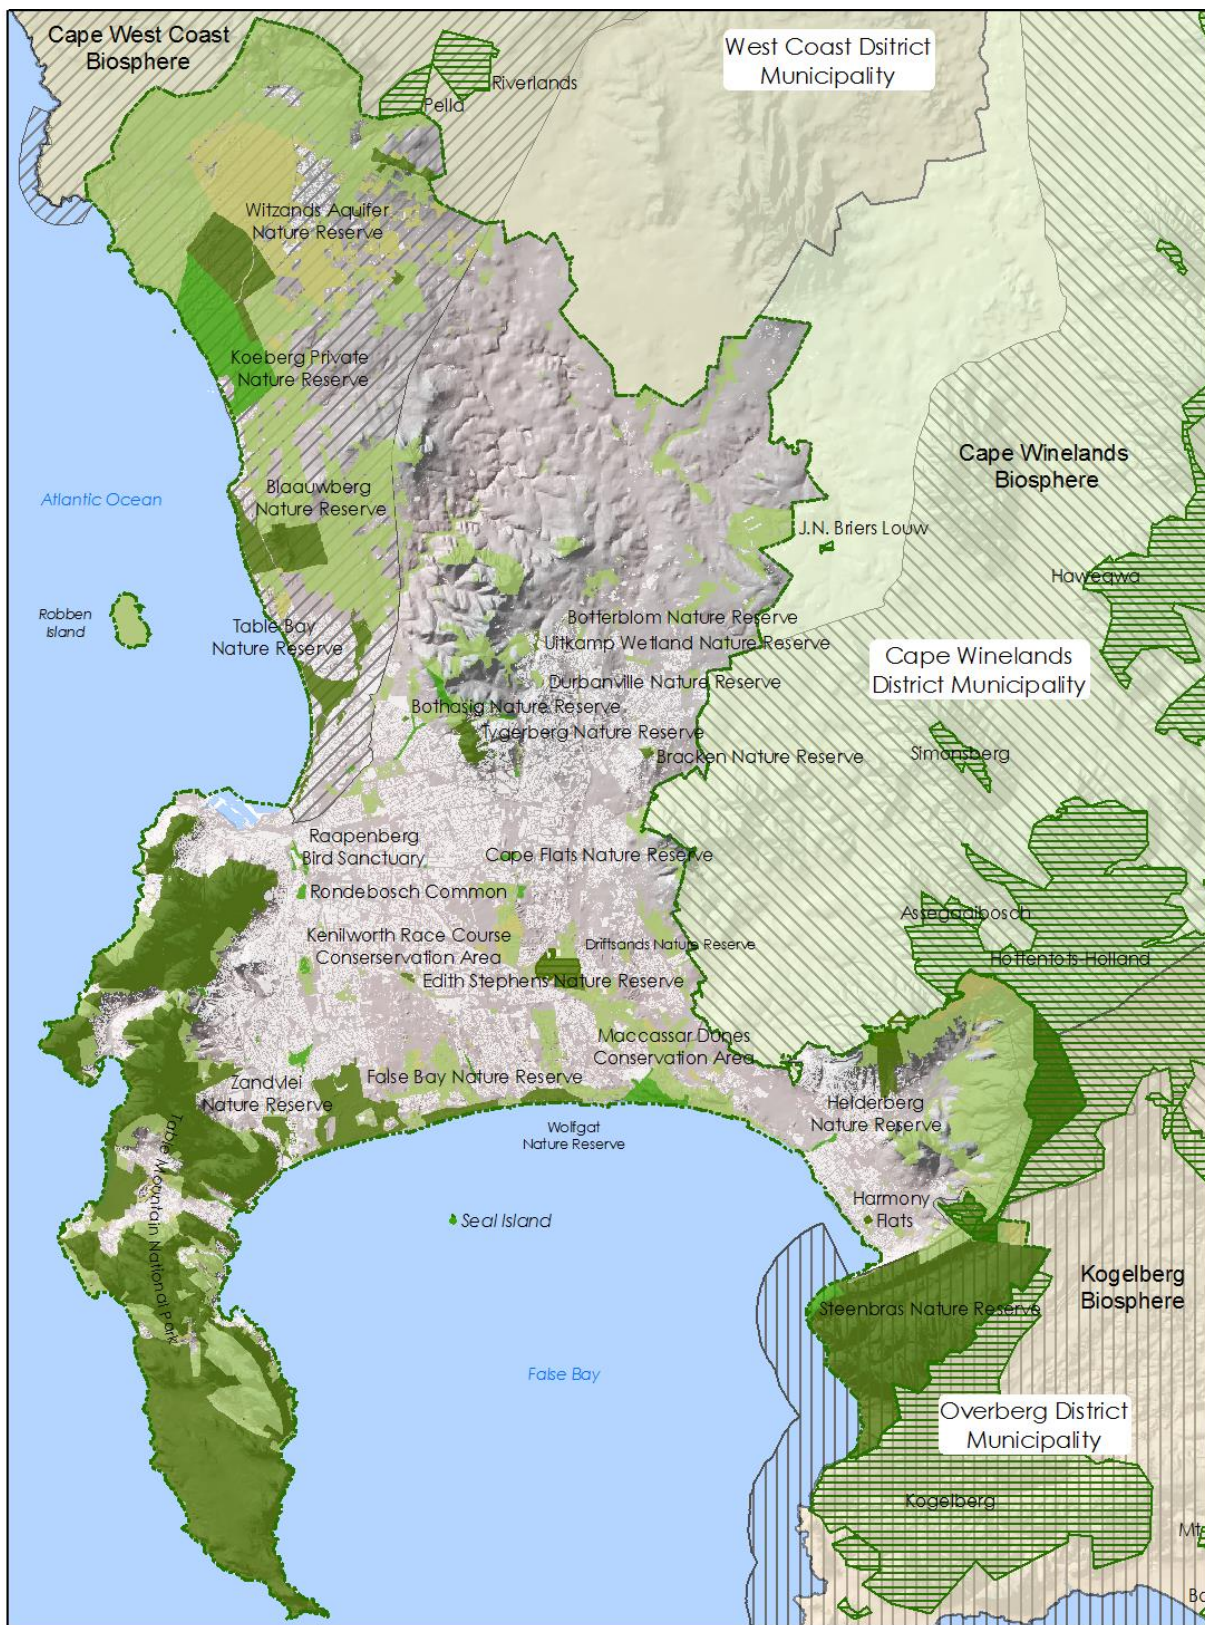 Cape West Coast
Biosphere
West Coast Dsitrict
Municipality
Riverlands
Pella
Witzands Aquifer
Nature Reserve
Koeberg Private
Nature Reserve
Cape Winelands
Biosphere
Atlantic Ocean
Blaauwberg
Nature Reserve
J.N. Briers Louw
Haweqwa
Robben
Island
Table Bay
Nature Reserve
Botterblom Nature Reserve
Uitkamp Wetland Nature Reserve
Cape Winelands
District Municipality
Durbanville Nature Reserve
Bothasig Nature Reserve
Tygerberg Nature Reserve
Bracken Nature Reserve
Simonsberg
Raapenberg
Bird Sanctuary
Cape Flats Nature Reserve
Rondebosch Common
Assegaaibosch
Kenilworth Race Course
Conserservation Area
Driftsands Nature Reserve
Hottentots-Holland
Edith Stephens Nature Reserve
Maccassar Dunes
Conservation Area
False Bay Nature Reserve
Zandvlei
Nature Reserve
Helderberg
Nature Reserve
Wolfgat
Nature Reserve
Table Mountain National Park
Harmony
Flats
Seal Island
Kogelberg
Biosphere
Steenbras Nature Reserve
False Bay
Overberg District
Municipality
Kogelberg